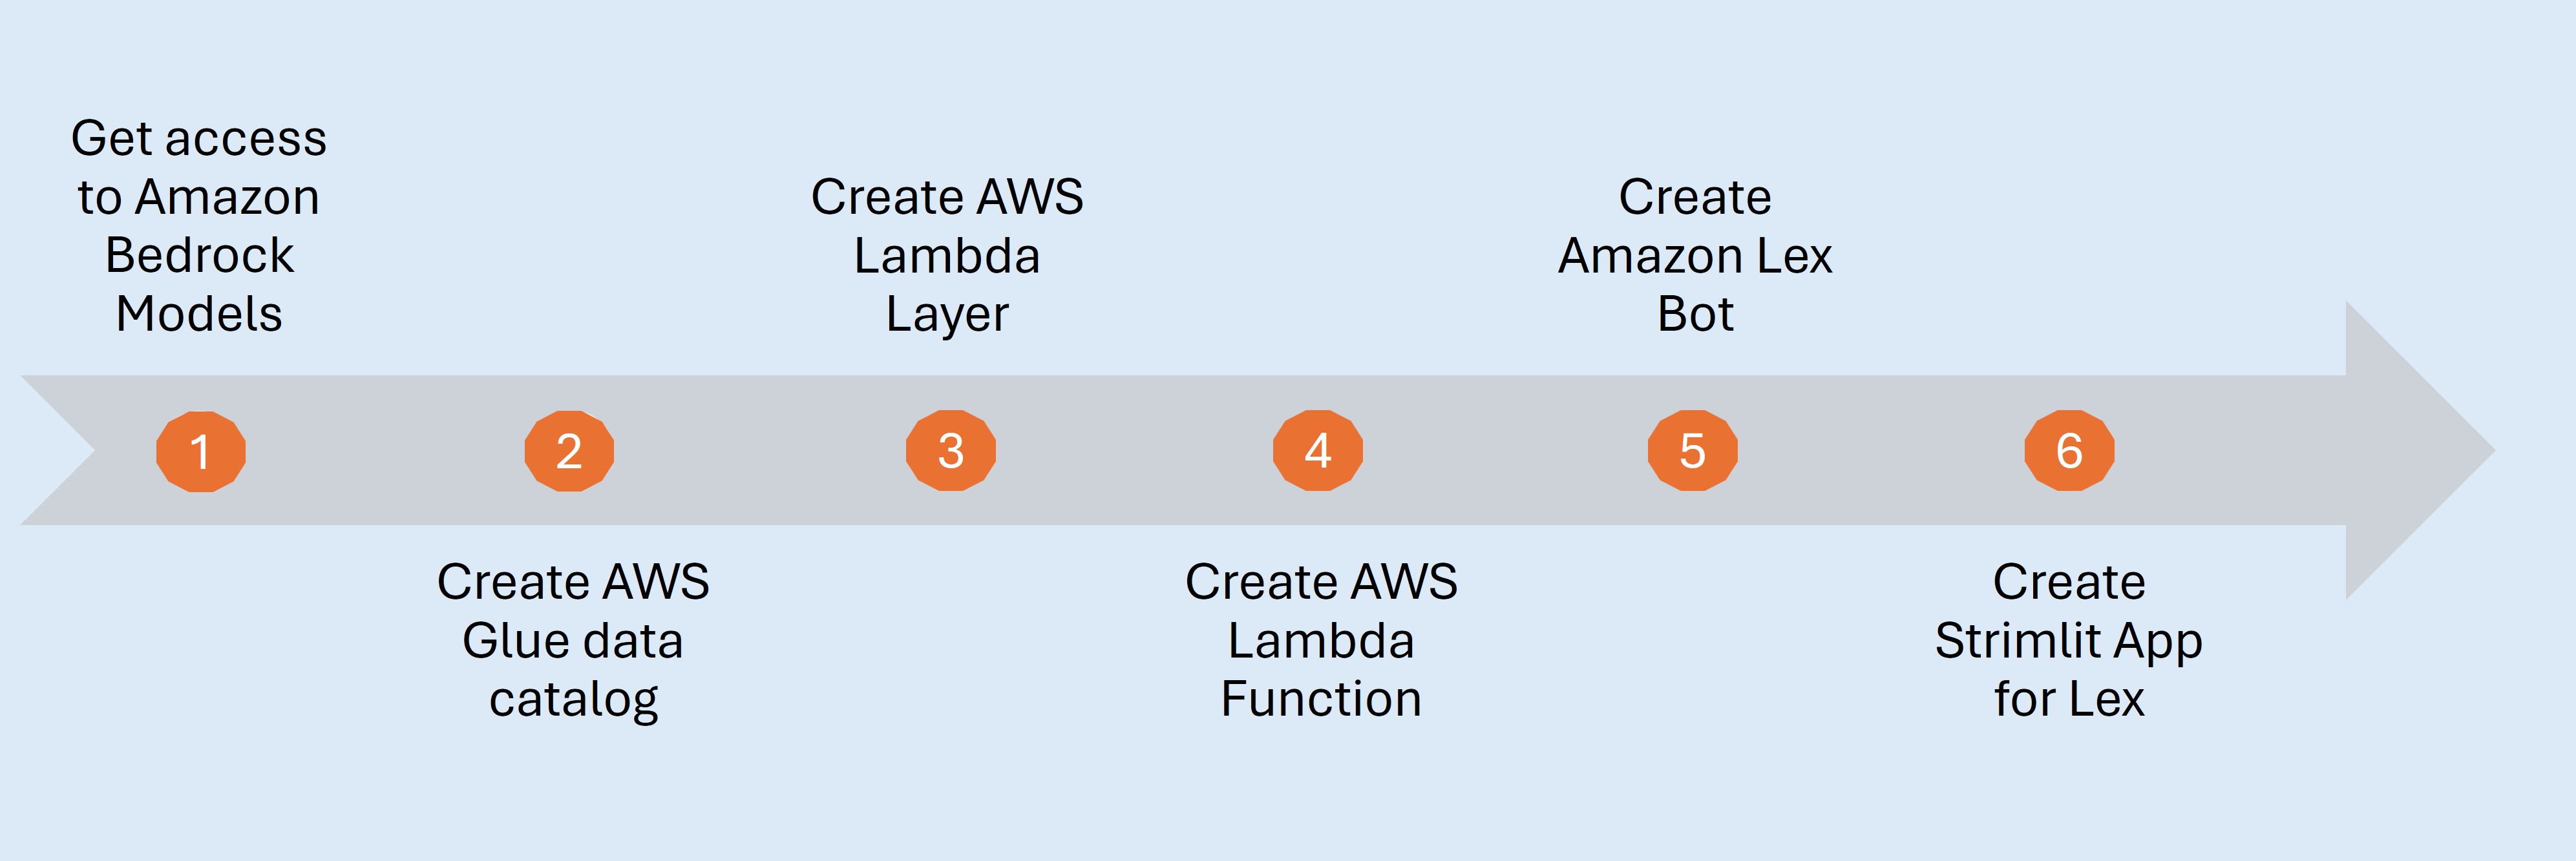 Get access
to Amazon
Bedrock
Models
1
Create AWS
Glue data
catalog
2
Create AWS
Lambda
Layer
3
Create AWS
Lambda
Function
4
Create
Amazon Lex
Bot
5
Create
Strimlit App
for Lex
6